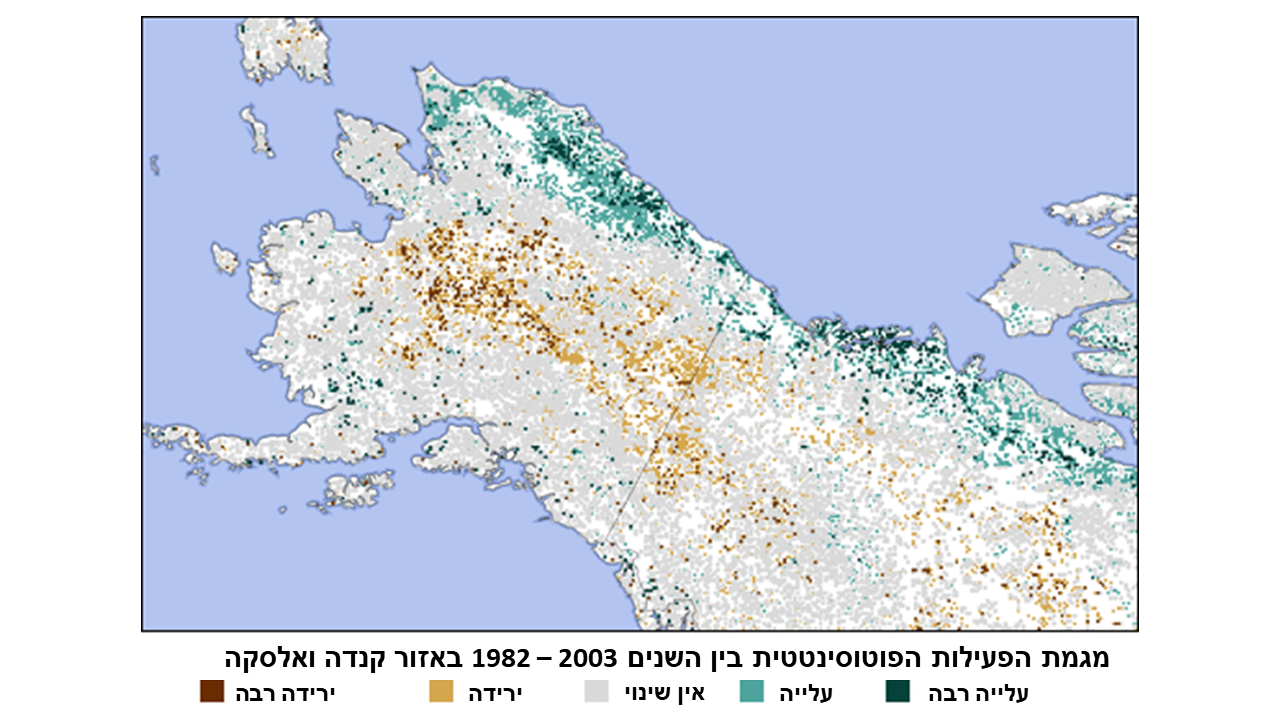 מגמת הפעילות הפוטוסינטטית בין השנים 2003 – 1982 באזור קנדה ואלסקה
עלייה רבה עלייה אין שינוי ירידה ירידה רבה